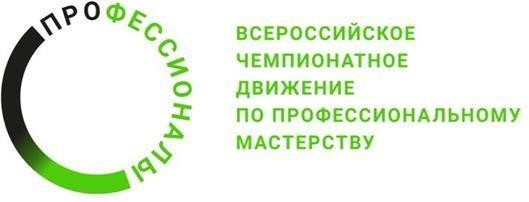 ПРОФЕССИОНАЛЫ
ВСЕРОССИЙСКОЕ
ЧЕМПИОНАТНОЕ
ДВИЖЕНИЕ
ПО ПРОФЕССИОНАЛЬНОМУ
МАСТЕРСТВУ